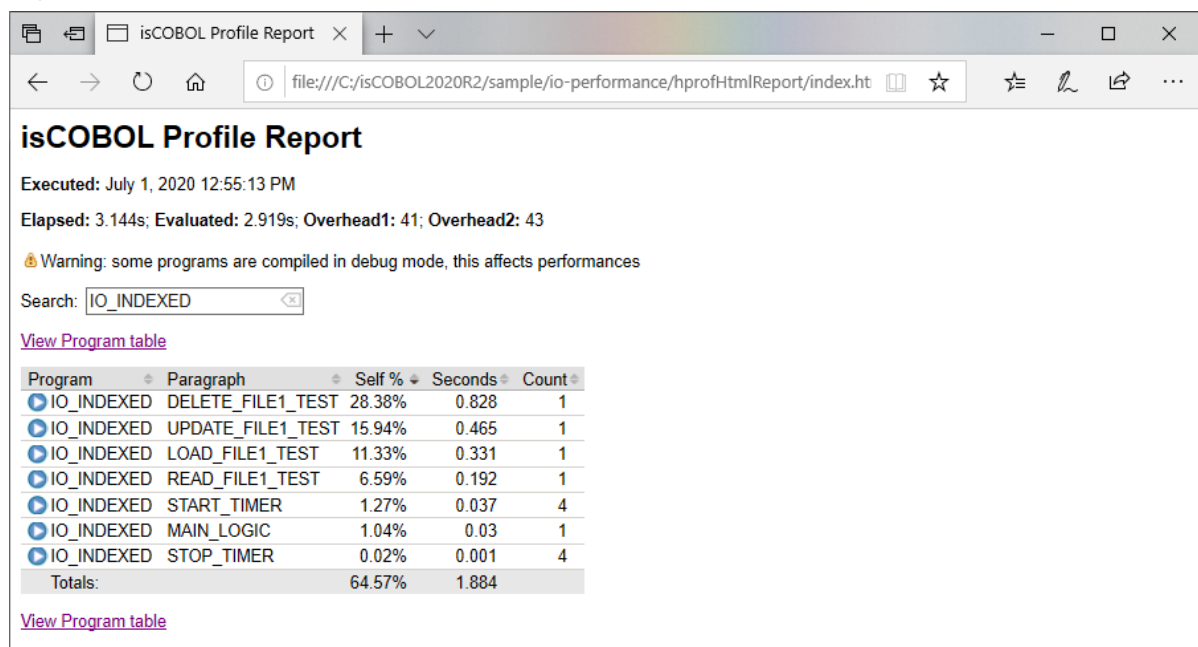 isCOBOL Profile Report
file:///C:/isCOBOL2020R2/sample/io-performance/hprofHtmlReport/index.ht
isCOBOL Profile Report
Executed: July 1, 2020 12:55:13 PM
Elapsed: 3.144s; Evaluated: 2.919s; Overhead1: 41; Overhead2: 43
Warning: some programs are compiled in debug mode, this affects performances
Search: IO_INDEXED
View Program table
Program Paragraph Self % Seconds Count
IO_INDEXED DELETE_FILE1_TEST 28.38% 0.828 1
IO_INDEXED UPDATE_FILE1_TEST 15.94% 0.465 1
IO_INDEXED LOAD_FILE1_TEST 11.33% 0.331 1
IO_INDEXED READ_FILE1_TEST 6.59% 0.192 1
IO_INDEXED START_TIMER 1.27% 0.037 4
IO_INDEXED MAIN_LOGIC 1.04% 0.03 1
IO_INDEXED STOP_TIMER 0.02% 0.001 4
Totals: 64.57% 1.884
View Program table